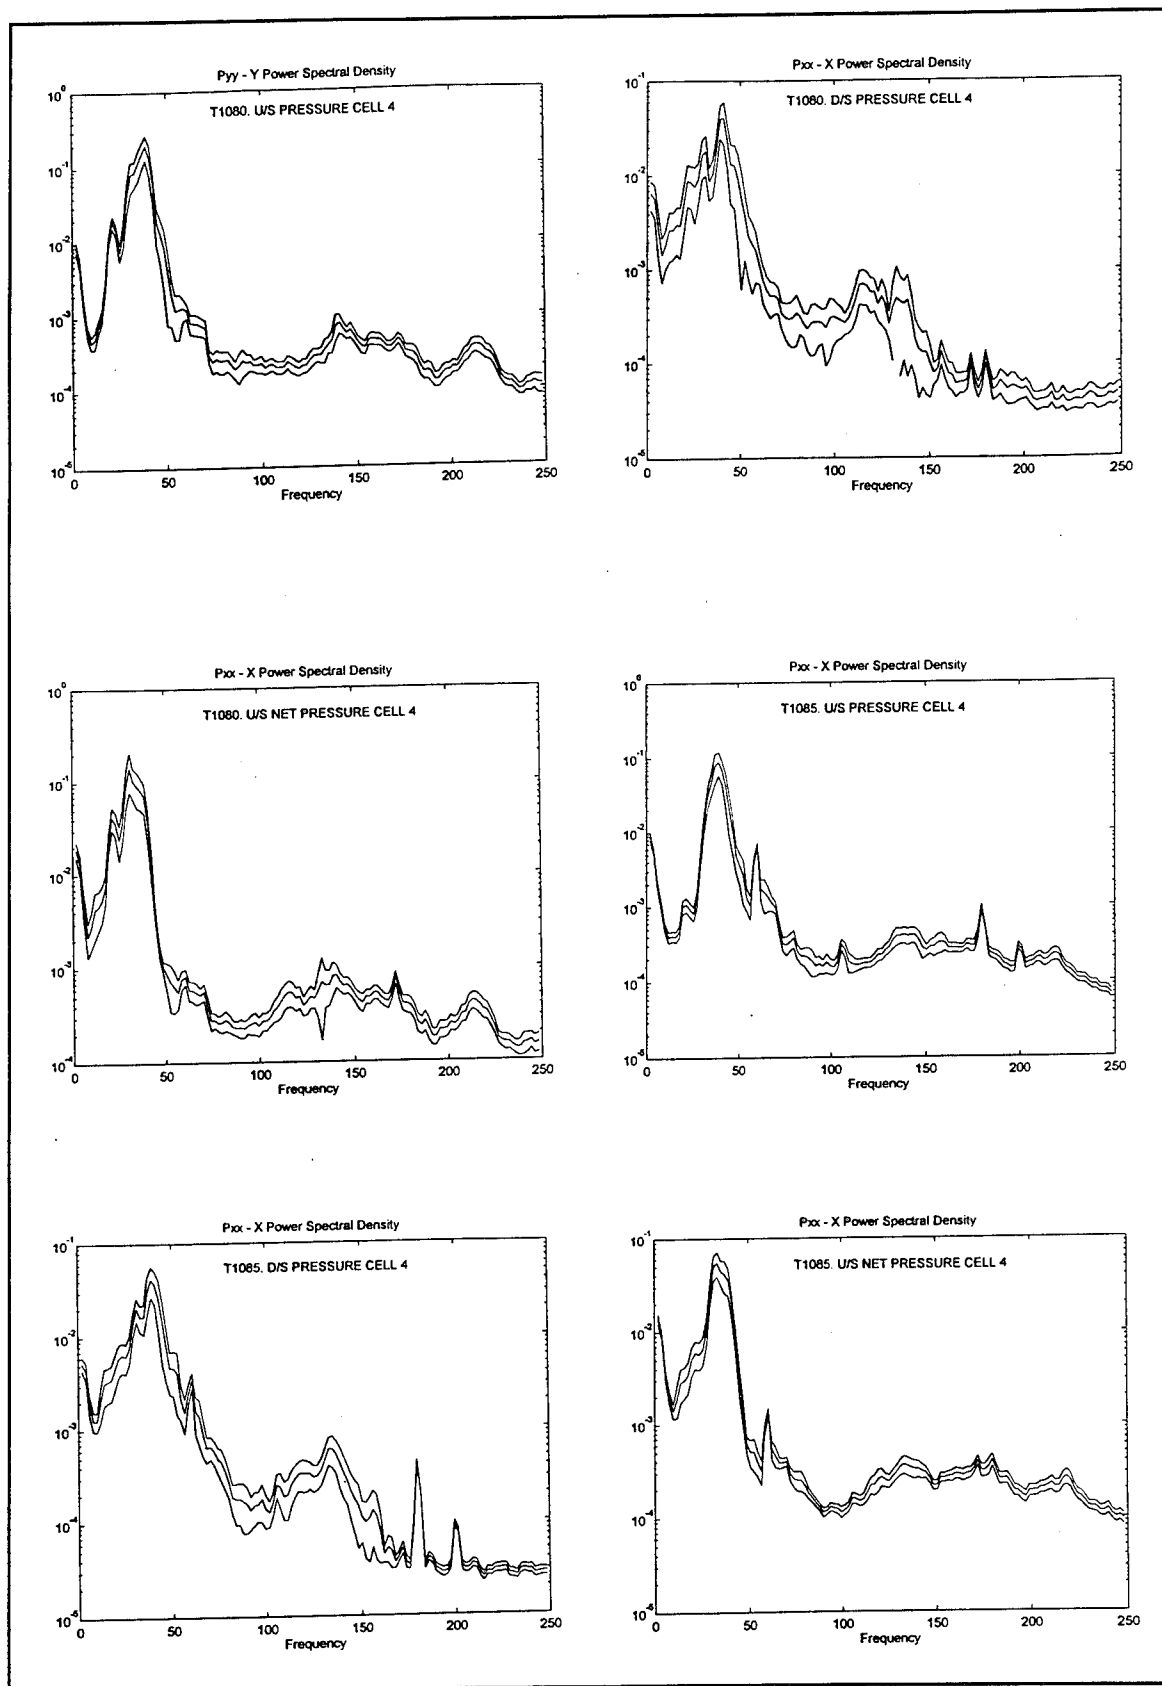 Pyy - Y Power Spectral Density
T1080. U/S PRESSURE CELL 4
10^0
10^-1
10^-2
10^-3
10^-4
10^-5
0 50 100 150 200 250
Frequency
Pxx - X Power Spectral Density
T1080. D/S PRESSURE CELL 4
10^-1
10^-2
10^-3
10^-4
10^-5
0 50 100 150 200 250
Frequency
Pxx - X Power Spectral Density
T1080. U/S NET PRESSURE CELL 4
10^0
10^-1
10^-2
10^-3
10^-4
0 50 100 150 200 250
Frequency
Pxx - X Power Spectral Density
T1085. U/S PRESSURE CELL 4
10^0
10^-1
10^-2
10^-3
10^-4
10^-5
0 50 100 150 200 250
Frequency
Pxx - X Power Spectral Density
T1085. D/S PRESSURE CELL 4
10^-1
10^-2
10^-3
10^-4
10^-5
0 50 100 150 200 250
Frequency
Pxx - X Power Spectral Density
T1085. U/S NET PRESSURE CELL 4
10^-1
10^-2
10^-3
10^-4
10^-5
0 50 100 150 200 250
Frequency